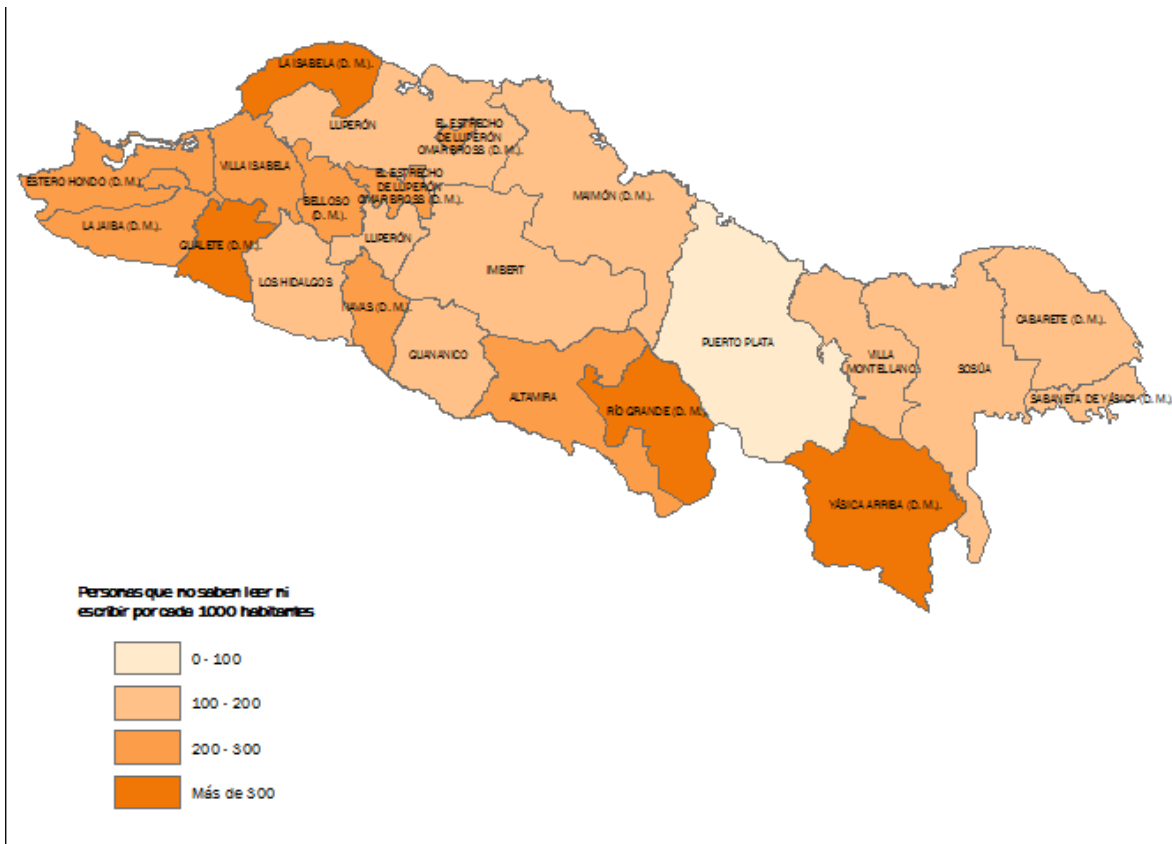 LA ISABELA (D. M.).
LUPERÓN
EL ESTRECHO
DE LUPERÓN
OMAR BROSS (D. M.).
VILLA ISABELA
ESTERO HONDO (D. M.).
EL ESTRECHO
DE LUPERÓN
OMAR BROSS (D. M.).
BELLOSO
(D. M.).
MAIMÓN (D. M.).
LA JAIBA (D. M.).
GUALETE (D. M.).
LUPERÓN
IMBERT
LOS HIDALGOS
NAVAS (D. M.).
CABARETE (D. M.).
PUERTO PLATA
GUANANICO
VILLA
MONTELLANO
SOSÚA
ALTAMIRA
SABANETA DE YÁSICA (D. M.)
RÍO GRANDE (D. M.).
YÁSICA ARRIBA (D. M.).
Personas que no saben leer ni
escribir por cada 1000 habitantes
0 - 100
100 - 200
200 - 300
Más de 300